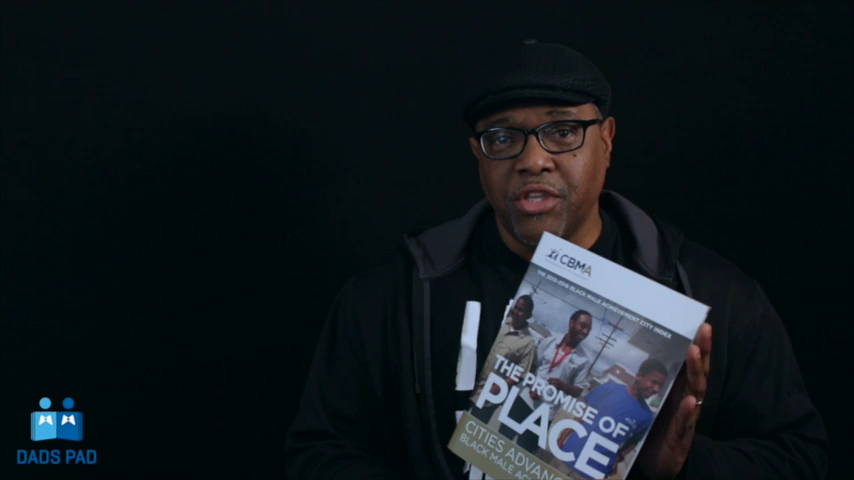 CBMA
THE 2015-2016 BLACK MALE ACHIEVEMENT CITY INDEX
THE PROMISE OF
PLACE
CITIES ADVANC
BLACK MALE AC
DADS PAD